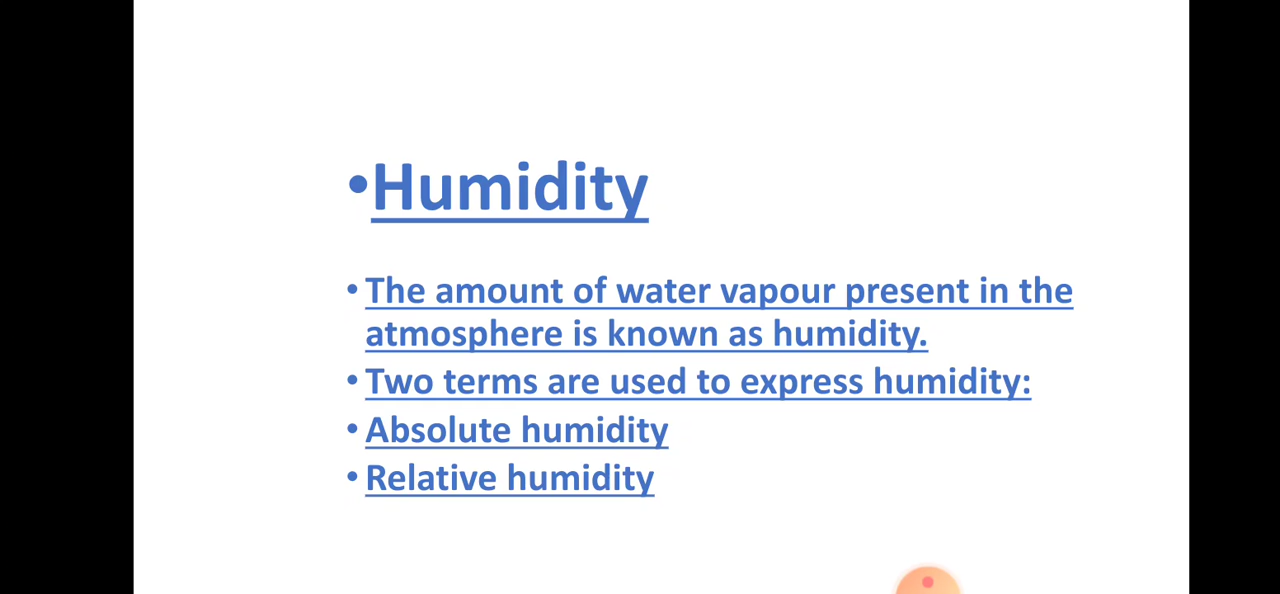 •Humidity
• The amount of water vapour present in the
atmosphere is known as humidity.
• Two terms are used to express humidity:
• Absolute humidity
• Relative humidity